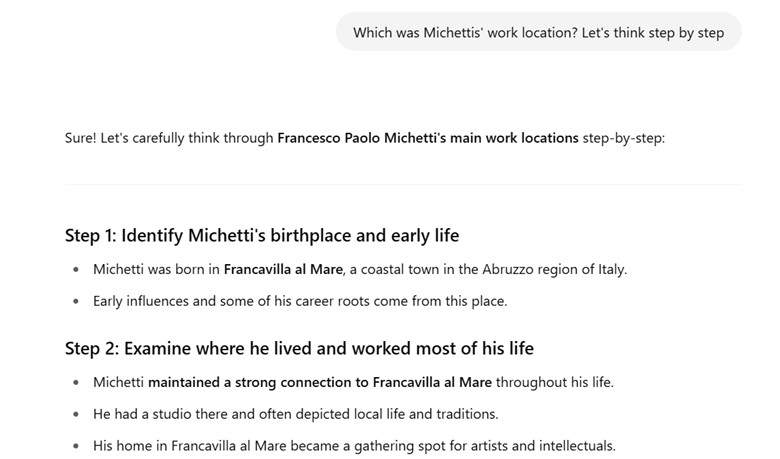 Which was Michettis' work location? Let's think step by step
Sure! Let's carefully think through Francesco Paolo Michetti's main work locations step-by-step:
Step 1: Identify Michetti's birthplace and early life
• Michetti was born in Francavilla al Mare, a coastal town in the Abruzzo region of Italy.
• Early influences and some of his career roots come from this place.
Step 2: Examine where he lived and worked most of his life
• Michetti maintained a strong connection to Francavilla al Mare throughout his life.
• He had a studio there and often depicted local life and traditions.
• His home in Francavilla al Mare became a gathering spot for artists and intellectuals.